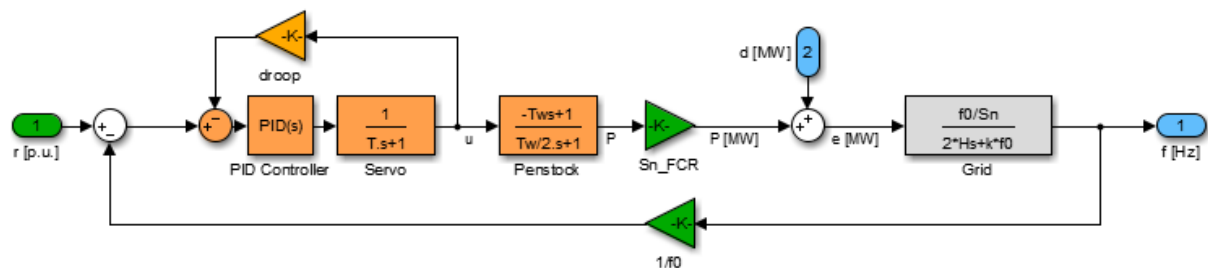 -K-
droop
1
r [p.u.]
PID(s)
PID Controller
1
T.s+1
Servo
u
-Tws+1
Tw/2.s+1
Penstock
P
-K-
Sn_FCR
P [MW]
d [MW]
2
e [MW]
f0/Sn
2*Hs+k*f0
Grid
1
f [Hz]
-K-
1/f0